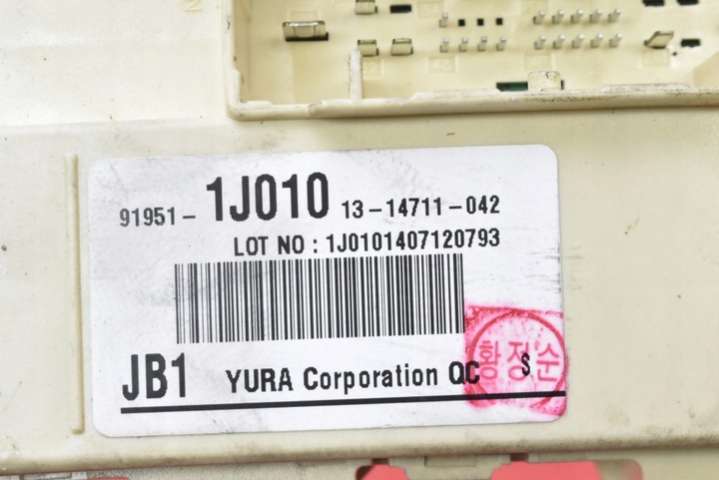 91951- 1J010 13-14711-042
LOT NO : 1J0101407120793
JB1 YURA Corporation QC S
황정순